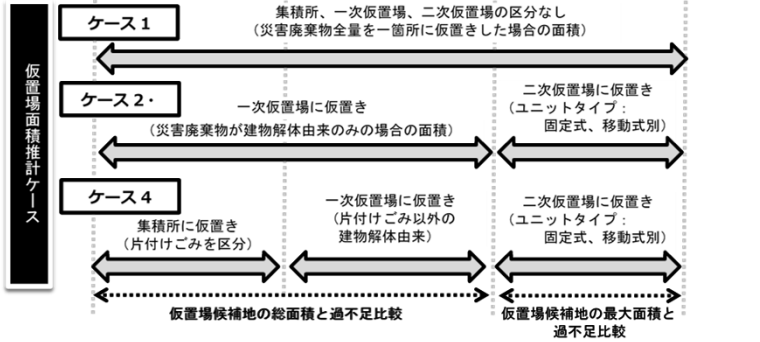 仮置場面積推計ケース
ケース１
集積所、一次仮置場、二次仮置場の区分なし
（災害廃棄物全量を一箇所に仮置きした場合の面積）
ケース２・
一次仮置場に仮置き
（災害廃棄物が建物解体由来のみの場合の面積）
二次仮置場に仮置き
（ユニットタイプ：
固定式、移動式別）
ケース４
集積所に仮置き
（片付けごみを区分）
一次仮置場に仮置き
（片付けごみ以外の
建物解体由来）
二次仮置場に仮置き
（ユニットタイプ：
固定式、移動式別）
仮置場候補地の総面積と過不足比較
仮置場候補地の最大面積と
過不足比較